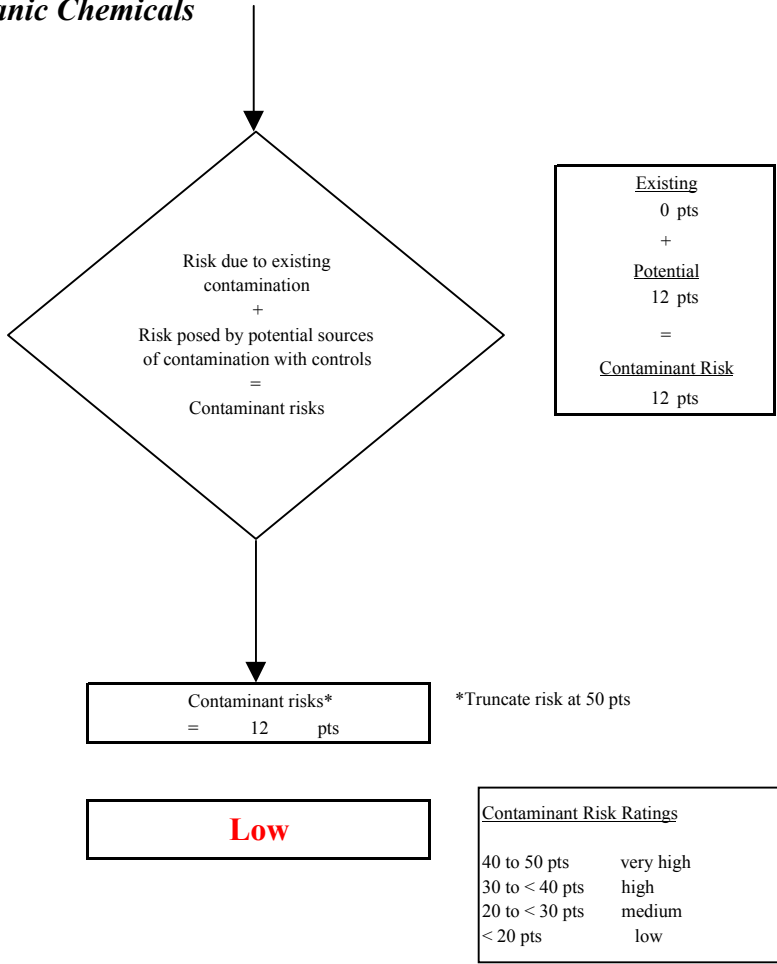 anic Chemicals
Risk due to existing
contamination
+
Risk posed by potential sources
of contamination with controls
=
Contaminant risks
Existing
0 pts
+
Potential
12 pts
=
Contaminant Risk
12 pts
Contaminant risks*
= 12 pts
*Truncate risk at 50 pts
Low
Contaminant Risk Ratings
40 to 50 pts very high
30 to < 40 pts high
20 to < 30 pts medium
< 20 pts low